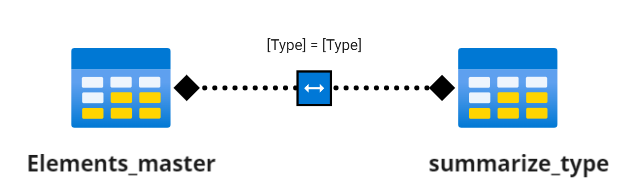 [Type] = [Type]
Elements_master
summarize_type